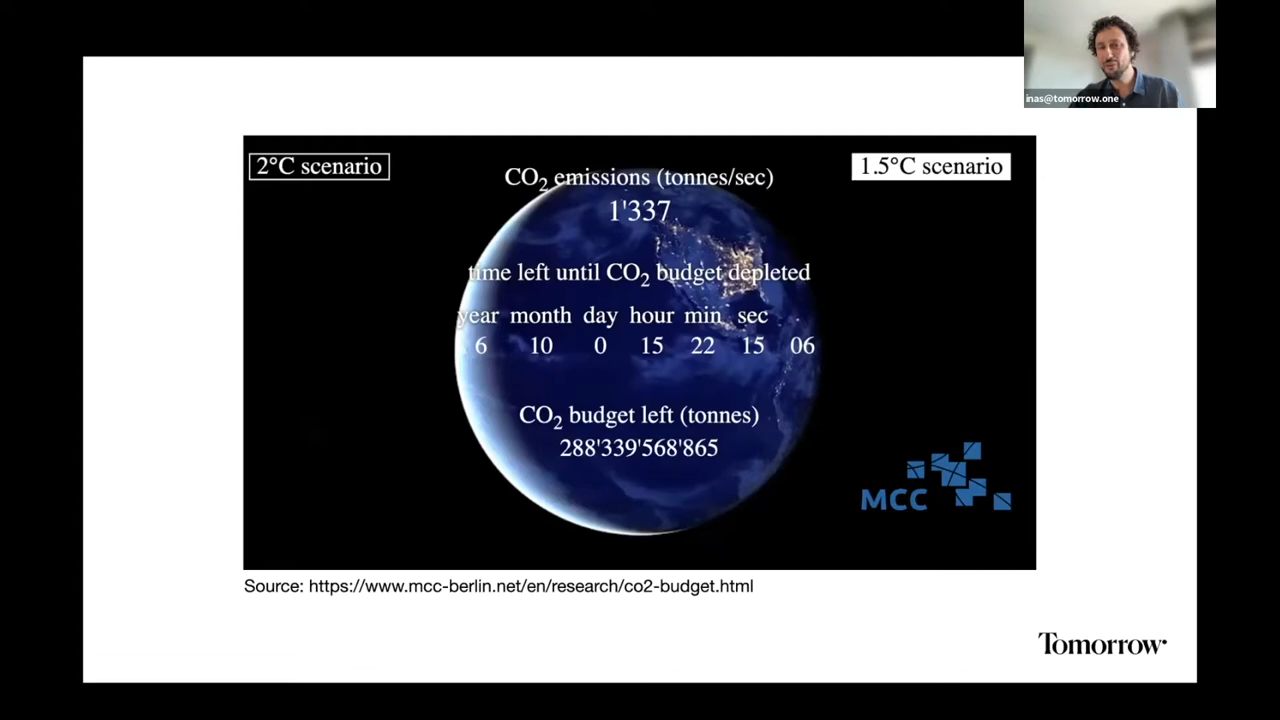 inas@tomorrow.one
2°C scenario
1.5°C scenario
CO₂ emissions (tonnes/sec)
1'337
time left until CO₂ budget depleted
year month day hour min sec
6 10 0 15 22 15 06
CO₂ budget left (tonnes)
288'339'568'865
MCC
Source: https://www.mcc-berlin.net/en/research/co2-budget.html
Tomorrow